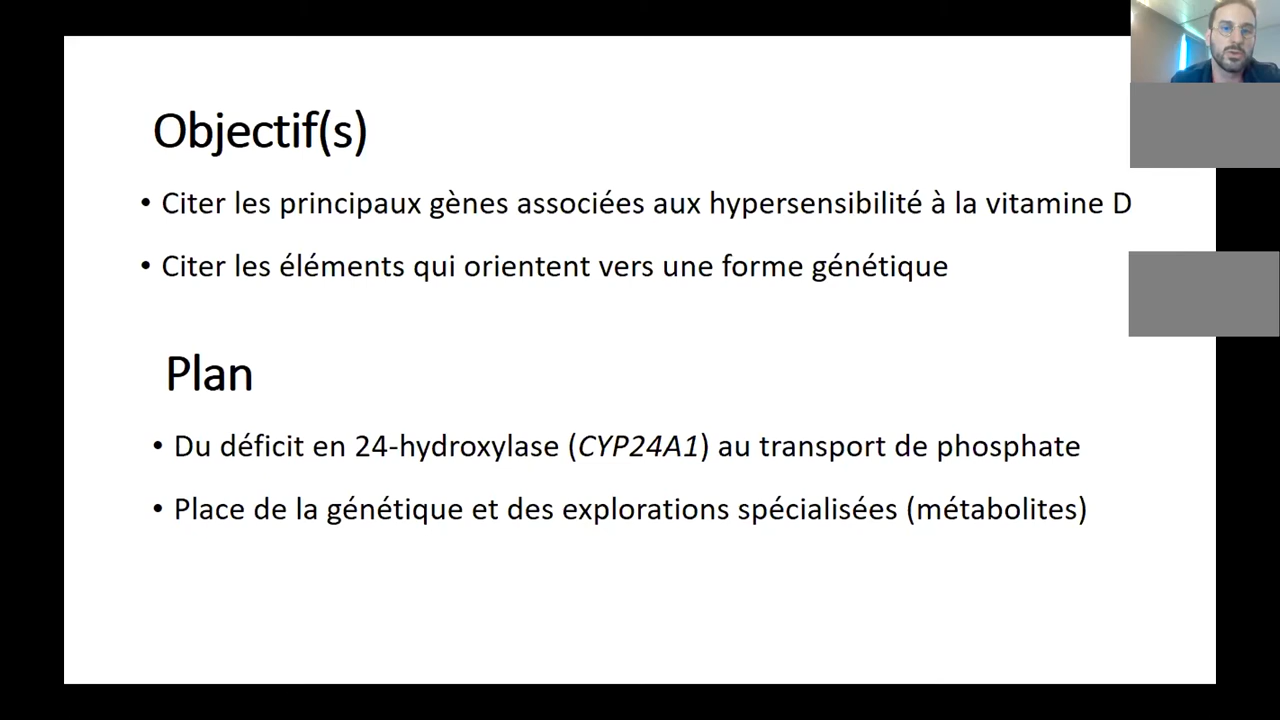 Objectif(s)
• Citer les principaux gènes associées aux hypersensibilité à la vitamine D
• Citer les éléments qui orientent vers une forme génétique
Plan
• Du déficit en 24-hydroxylase (CYP24A1) au transport de phosphate
• Place de la génétique et des explorations spécialisées (métabolites)